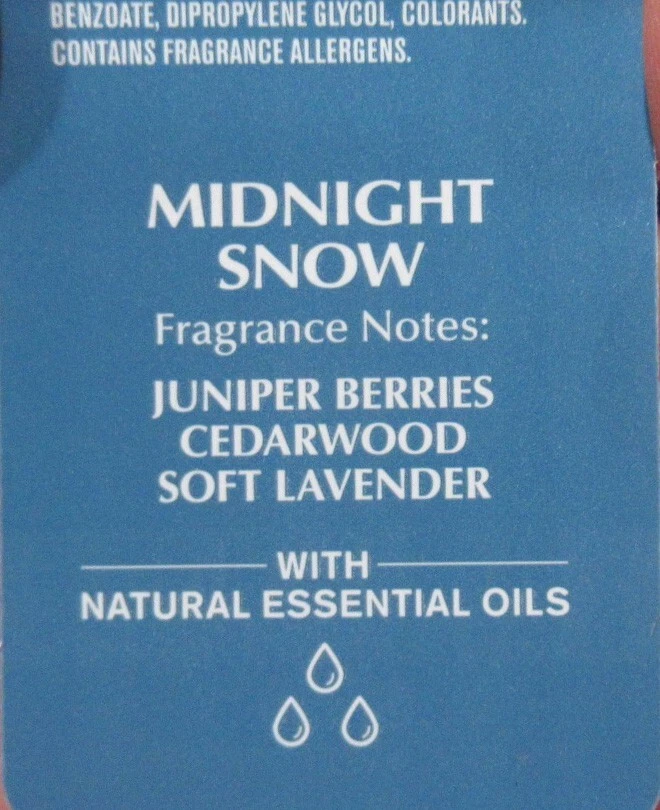 BENZOATE, DIPROPYLENE GLYCOL, COLORANTS.
CONTAINS FRAGRANCE ALLERGENS.
MIDNIGHT
SNOW
Fragrance Notes:
JUNIPER BERRIES
CEDARWOOD
SOFT LAVENDER
WITH
NATURAL ESSENTIAL OILS